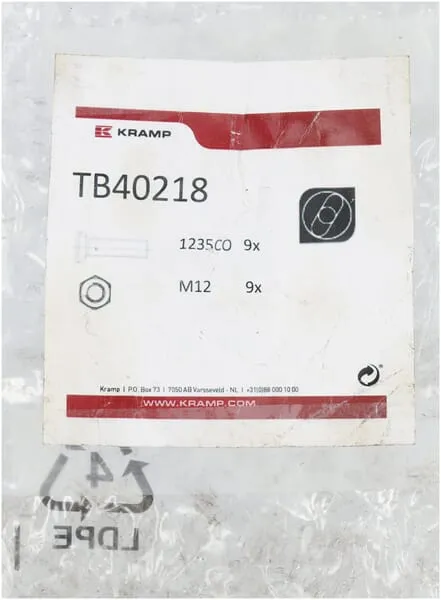 KRAMP
TB40218
1235CO 9x
M12 9x
Kramp | P.O. Box 73 | 7050 AB Varsseveld - NL | +31(0)88 000 10 00
WWW.KRAMP.COM
4
LDPE